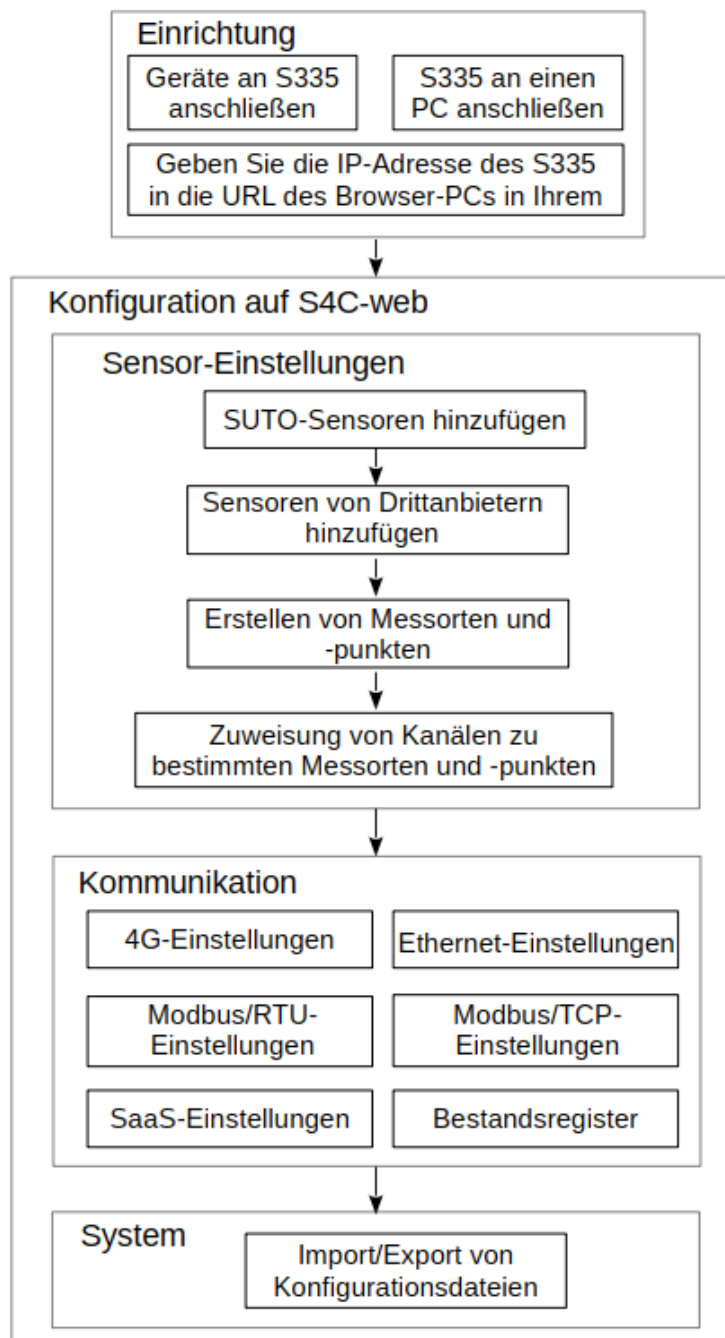 Einrichtung
Geräte an S335
anschließen
S335 an einen
PC anschließen
Geben Sie die IP-Adresse des S335
in die URL des Browser-PCs in Ihrem
Konfiguration auf S4C-web
Sensor-Einstellungen
SUTO-Sensoren hinzufügen
Sensoren von Drittanbietern
hinzufügen
Erstellen von Messorten und
-punkten
Zuweisung von Kanälen zu
bestimmten Messorten und -punkten
Kommunikation
4G-Einstellungen
Ethernet-Einstellungen
Modbus/RTU-
Einstellungen
Modbus/TCP-
Einstellungen
SaaS-Einstellungen
Bestandsregister
System
Import/Export von
Konfigurationsdateien